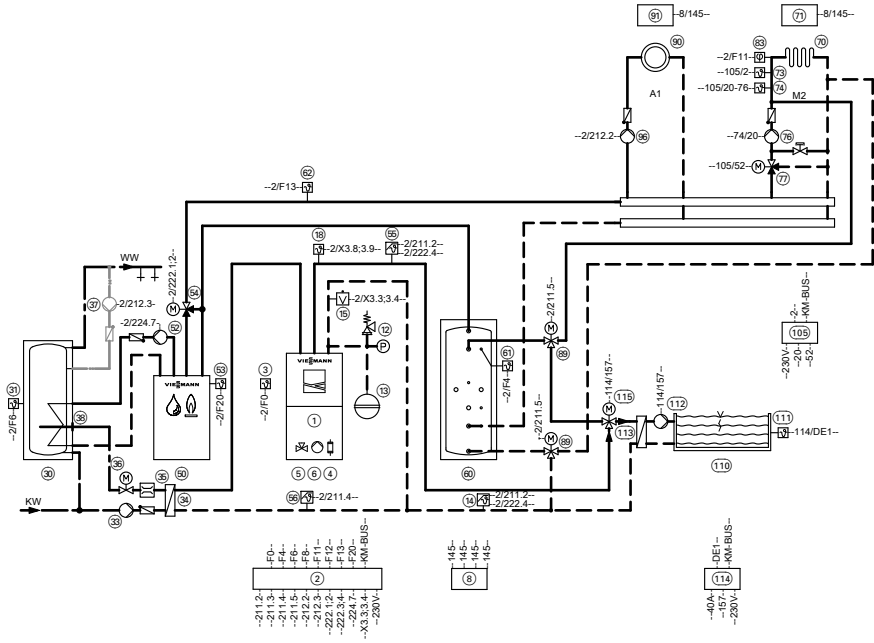 91 --8/145--
71 --8/145--
90
83 70
--2/F11--
--105/2-- 73
--105/20-76-- 74
A1
M2
--2/212.2-- 96
--74/20-- 76
--105/52-- M 77
62
--2/F13--
18 --2/X3.8;3.9--
55 --2/211.2--
--2/222.4--
WW
--2/222.1;2--
M 54
37 --2/212.3-
--2/224.7-- 52
15 --2/X3.3;3.4--
12
P
--2/211.5--
M
89
--2--
--KM-BUS--
105
--230V--
--20--
--52--
VIESMANN
VIESMANN
53
--2/F20--
3
--2/F0--
13
61
--2/F4--
31
--2/F6--
38
1
5 6 4
--114/157--
M 115
--114/157--
112
111
--114/DE1--
113
110
--2/211.5--
M 89
30
36
M
35 50
34
60
KW
33
56 --2/211.4--
14 --2/211.2--
--2/222.4--
--F0--
--F4--
--F6--
--F8--
--F11--
--F12--
--F13--
--F20--
--KM-BUS--
2
--211.2--
--211.3--
--211.4--
--211.5--
--212.2--
--212.3--
--222.1;2--
--222.3;4--
--224.7--
--X3.3;3.4--
--230V--
145--
145--
145--
145--
8
--DE1--
--KM-BUS--
114
--40A--
--157--
--230V--